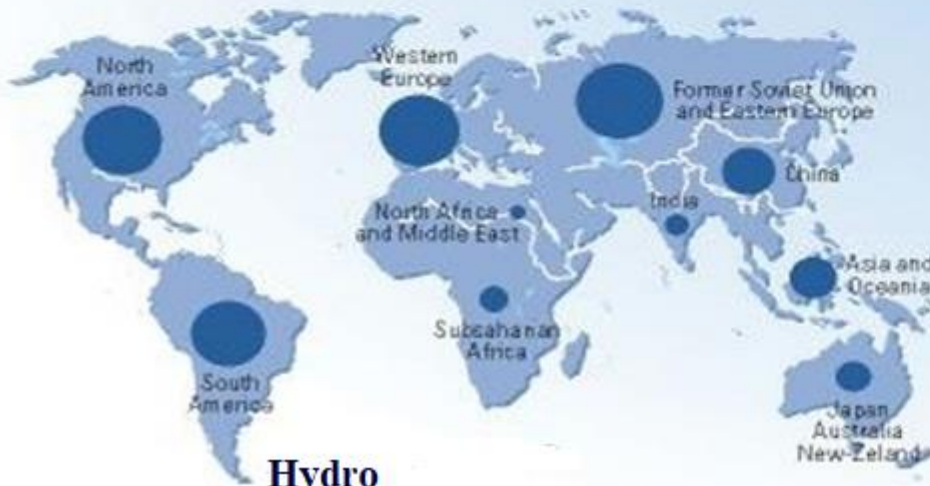 North
America
Western
Europe
Former Soviet Union
and Eastern Europe
China
India
North Africa
and Middle East
Asia and
Oceania
Subsaharian
Africa
South
America
Japan
Australia
New-Zeland
Hydro